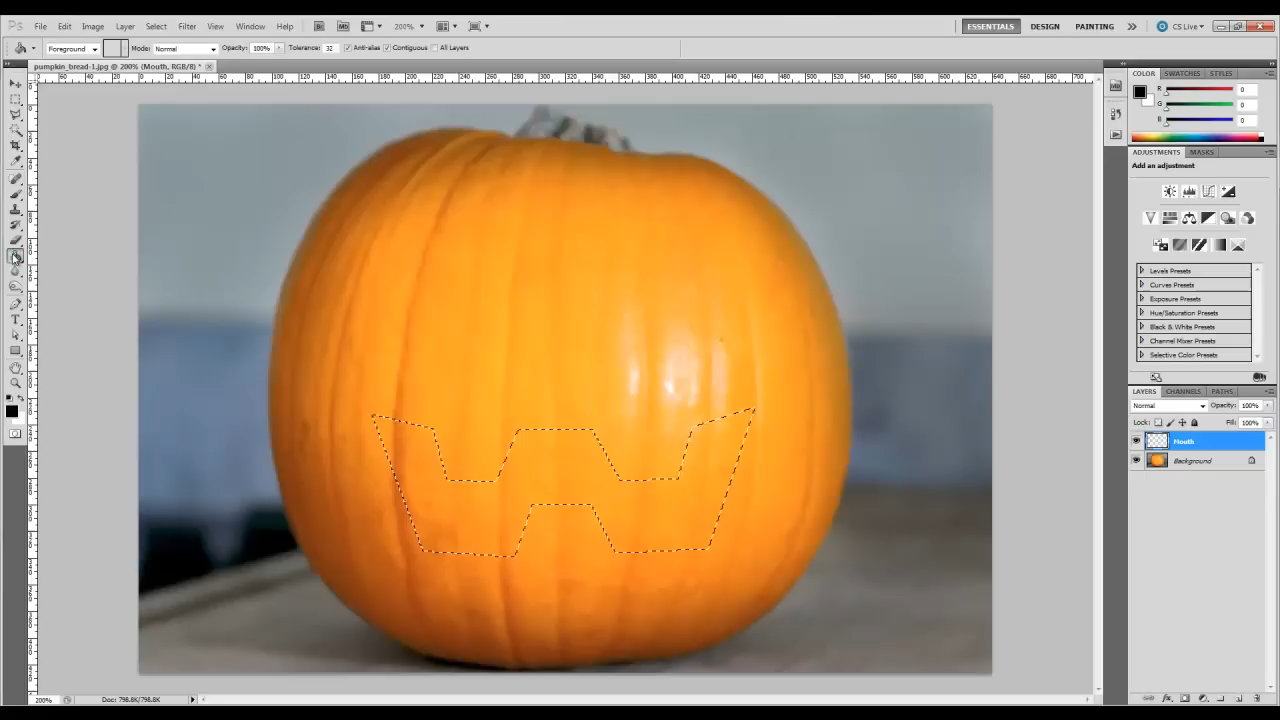 Ps File Edit Image Layer Select Filter Analysis View Window Help Br Mb 200% ESSENTIALS DESIGN PAINTING CS Live
Foreground Mode: Normal Opacity: 100% Tolerance: 32 Anti-alias Contiguous All Layers
pumpkin_bread-1.jpg @ 200% (Mouth, RGB/8) *
COLOR SWATCHES STYLES
R 0
G 0
B 0
ADJUSTMENTS MASKS
Add an adjustment
Levels Presets
Curves Presets
Exposure Presets
Hue/Saturation Presets
Black & White Presets
Channel Mixer Presets
Selective Color Presets
LAYERS CHANNELS PATHS
Normal Opacity: 100%
Lock: Fill: 100%
Mouth
Background
200% Doc: 798.8K/798.8K